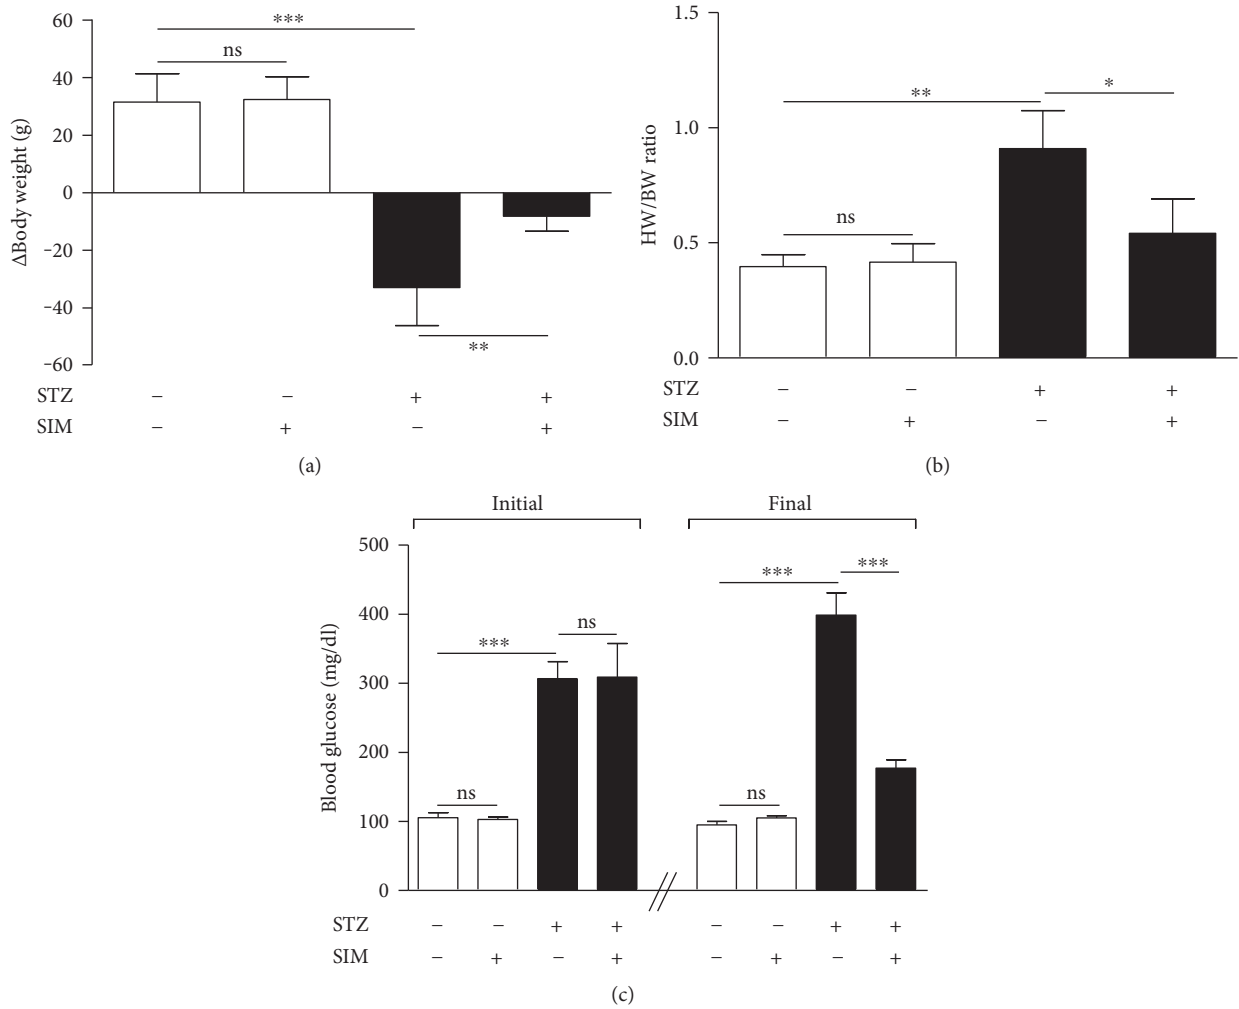 60
40
20
0
-20
-40
-60
ΔBody weight (g)
***
ns
**
STZ − − + +
SIM − + − +
(a)
1.5
1.0
0.5
0.0
HW/BW ratio
**
*
ns
STZ − − + +
SIM − + − +
(b)
Initial
Final
500
400
300
200
100
0
Blood glucose (mg/dl)
ns
***
ns
ns
***
***
STZ − − + + − − + +
SIM − + − + − + − +
(c)